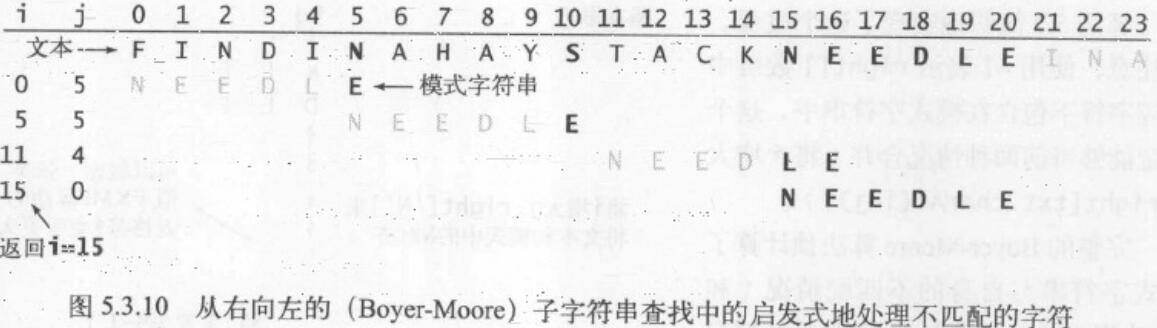 i j 0 1 2 3 4 5 6 7 8 9 10 11 12 13 14 15 16 17 18 19 20 21 22 23
文本→ F I N D I N A H A Y S T A C K N E E D L E I N A
0 5 N E E D L E ←模式字符串
5 5 N E E D L E
11 4 N E E D L E
15 0 N E E D L E
返回i=15
图 5.3.10 从右向左的（Boyer-Moore）子字符串查找中的启发式地处理不匹配的字符